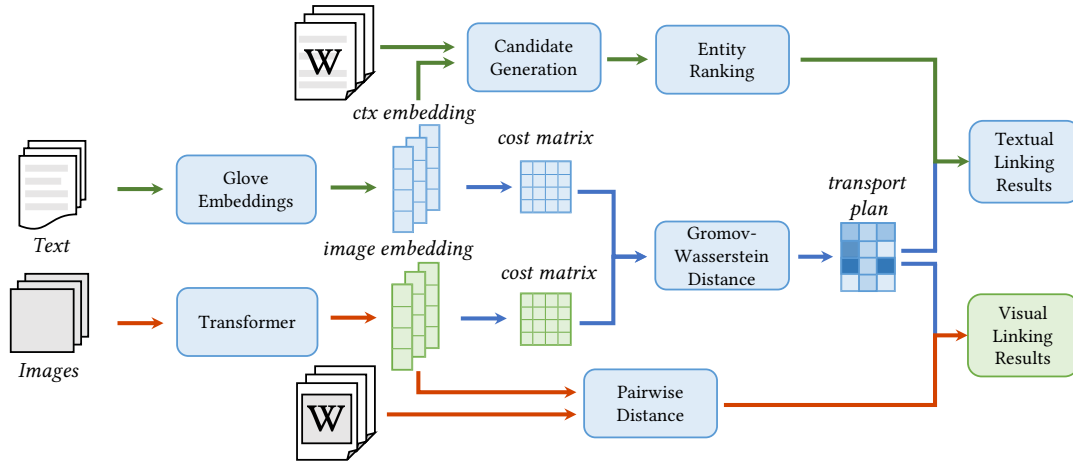 W
Candidate
Generation
Entity
Ranking
ctx embedding
cost matrix
Glove
Embeddings
Text
Textual
Linking
Results
transport
plan
image embedding
cost matrix
Gromov-
Wasserstein
Distance
Transformer
Images
Visual
Linking
Results
W
Pairwise
Distance